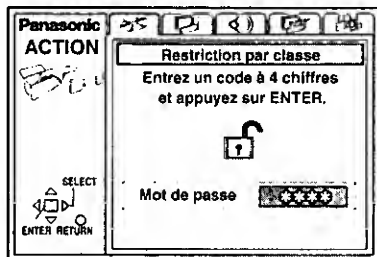 Panasonic
ACTION
Restriction par classe
Entrez un code à 4 chiffres
et appuyez sur ENTER.
Mot de passe ✲✲✲✲
SELECT
ENTER RETURN